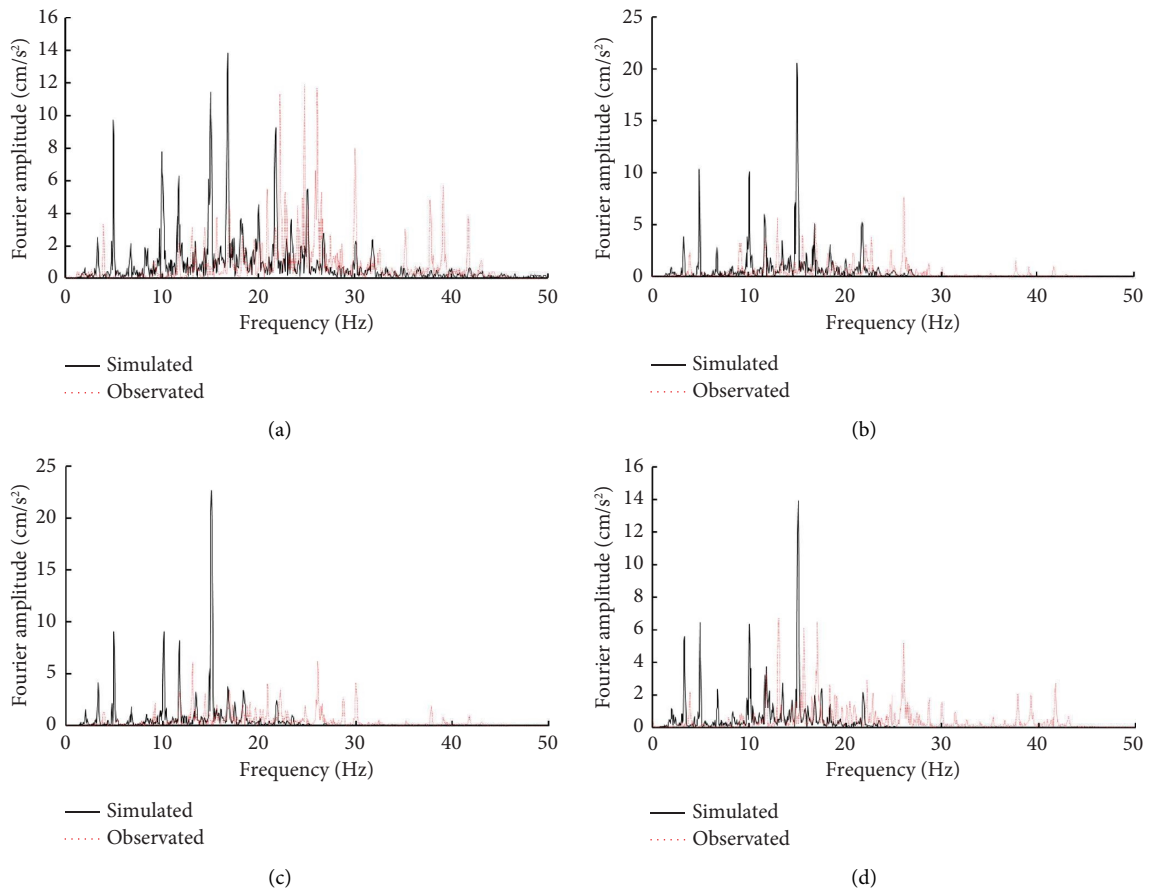 Fourier amplitude (cm/s²)
16
14
12
10
8
6
4
2
0
0 10 20 30 40 50
Frequency (Hz)
Simulated
Observated
(a)
Fourier amplitude (cm/s²)
25
20
15
10
5
0
0 10 20 30 40 50
Frequency (Hz)
Simulated
Observated
(b)
Fourier amplitude (cm/s²)
25
20
15
10
5
0
0 10 20 30 40 50
Frequency (Hz)
Simulated
Observated
(c)
Fourier amplitude (cm/s²)
16
14
12
10
8
6
4
2
0
0 10 20 30 40 50
Frequency (Hz)
Simulated
Observated
(d)